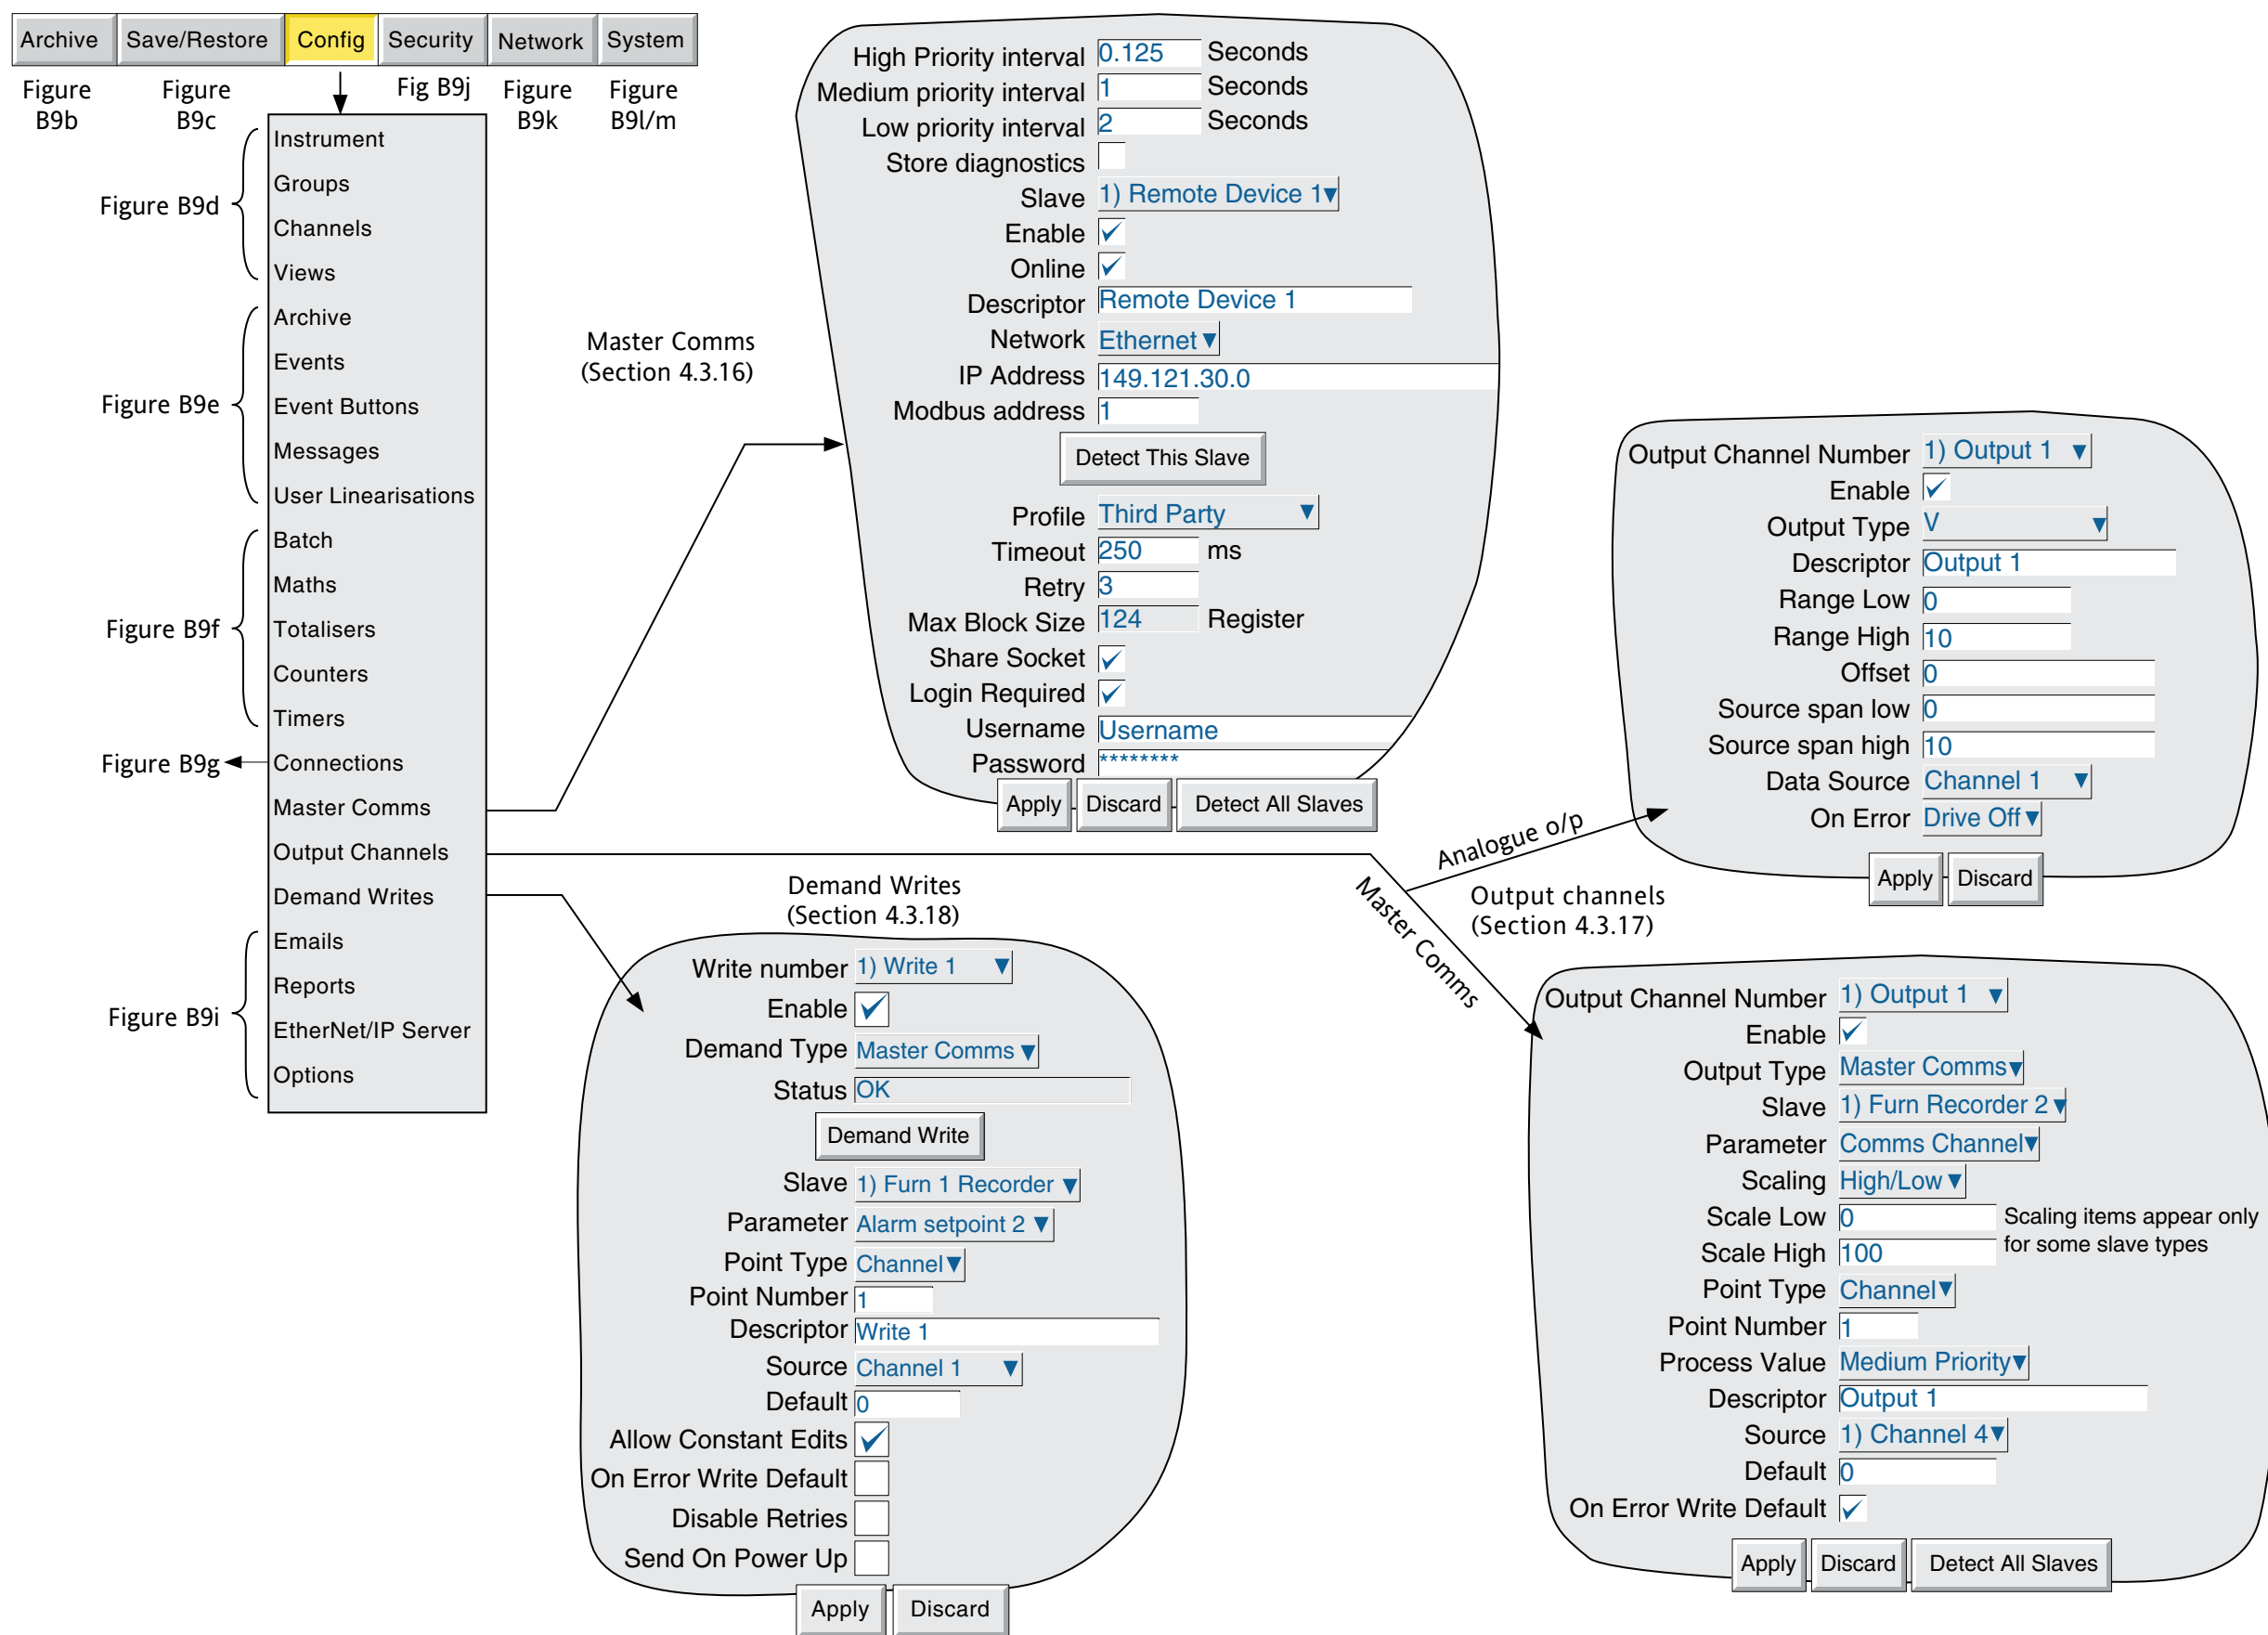 Archive Save/Restore Config Security Network System
Figure B9b
Figure B9c
Fig B9j
Figure B9k
Figure B9l/m
Instrument
Groups
Channels
Views
Archive
Events
Event Buttons
Messages
User Linearisations
Batch
Maths
Totalisers
Counters
Timers
Connections
Master Comms
Output Channels
Demand Writes
Emails
Reports
EtherNet/IP Server
Options
Figure B9d
Figure B9e
Figure B9f
Figure B9g
Figure B9i
Master Comms
(Section 4.3.16)
High Priority interval 0.125 Seconds
Medium priority interval 1 Seconds
Low priority interval 2 Seconds
Store diagnostics
Slave 1) Remote Device 1
Enable
Online
Descriptor Remote Device 1
Network Ethernet
IP Address 149.121.30.0
Modbus address 1
Detect This Slave
Profile Third Party
Timeout 250 ms
Retry 3
Max Block Size 124 Register
Share Socket
Login Required
Username Username
Password ********
Apply Discard Detect All Slaves
Demand Writes
(Section 4.3.18)
Write number 1) Write 1
Enable
Demand Type Master Comms
Status OK
Demand Write
Slave 1) Furn 1 Recorder
Parameter Alarm setpoint 2
Point Type Channel
Point Number 1
Descriptor Write 1
Source Channel 1
Default 0
Allow Constant Edits
On Error Write Default
Disable Retries
Send On Power Up
Apply Discard
Analogue o/p
Master Comms
Output channels
(Section 4.3.17)
Output Channel Number 1) Output 1
Enable
Output Type V
Descriptor Output 1
Range Low 0
Range High 10
Offset 0
Source span low 0
Source span high 10
Data Source Channel 1
On Error Drive Off
Apply Discard
Output Channel Number 1) Output 1
Enable
Output Type Master Comms
Slave 1) Furn Recorder 2
Parameter Comms Channel
Scaling High/Low
Scale Low 0
Scale High 100
Scaling items appear only
for some slave types
Point Type Channel
Point Number 1
Process Value Medium Priority
Descriptor Output 1
Source 1) Channel 4
Default 0
On Error Write Default
Apply Discard Detect All Slaves